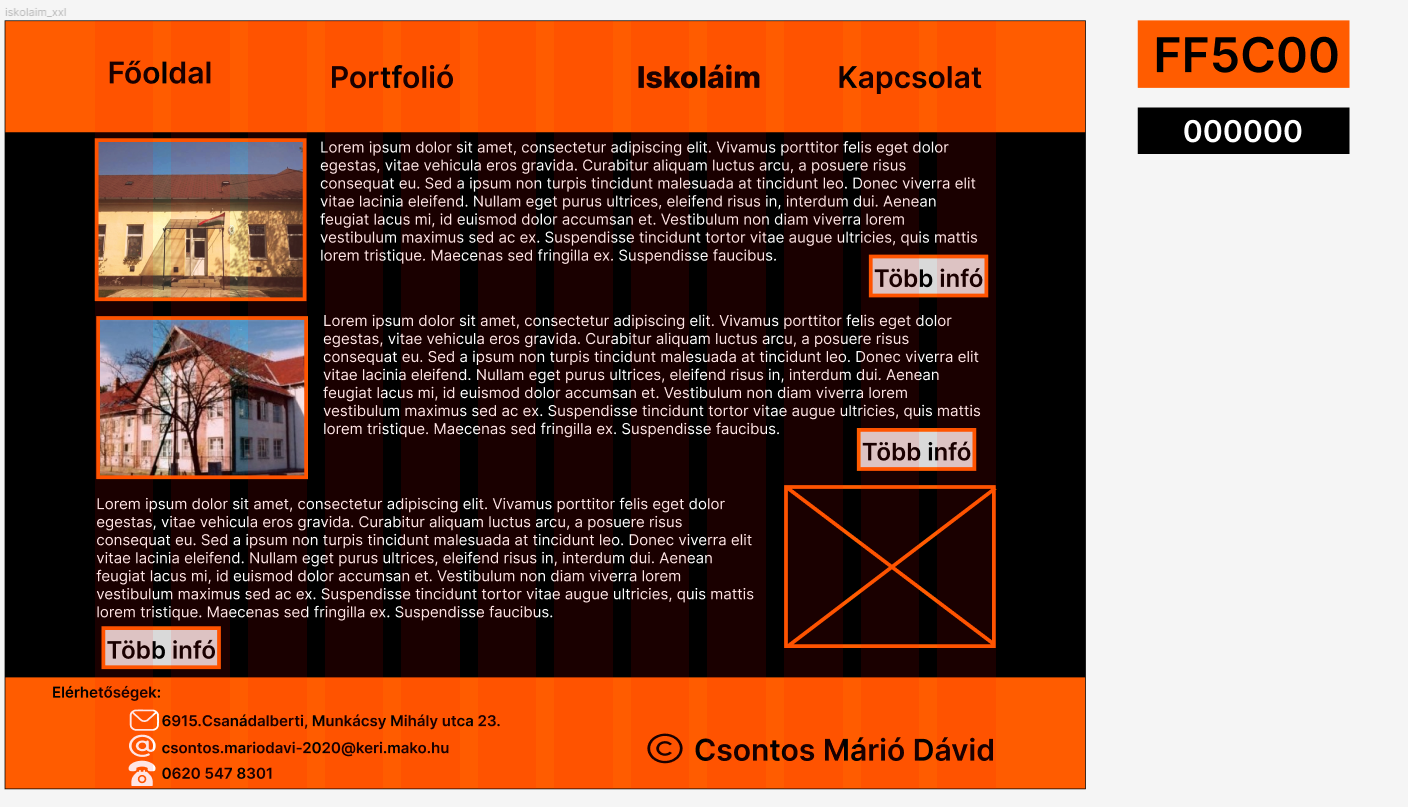 iskolaim_xxl
Főoldal
Portfolió
Iskoláim
Kapcsolat
FF5C00
000000
Lorem ipsum dolor sit amet, consectetur adipiscing elit. Vivamus porttitor felis eget dolor
egestas, vitae vehicula eros gravida. Curabitur aliquam luctus arcu, a posuere risus
consequat eu. Sed a ipsum non turpis tincidunt malesuada at tincidunt leo. Donec viverra elit
vitae lacinia eleifend. Nullam eget purus ultrices, eleifend risus in, interdum dui. Aenean
feugiat lacus mi, id euismod dolor accumsan et. Vestibulum non diam viverra lorem
vestibulum maximus sed ac ex. Suspendisse tincidunt tortor vitae augue ultricies, quis mattis
lorem tristique. Maecenas sed fringilla ex. Suspendisse faucibus.
Több infó
Lorem ipsum dolor sit amet, consectetur adipiscing elit. Vivamus porttitor felis eget dolor
egestas, vitae vehicula eros gravida. Curabitur aliquam luctus arcu, a posuere risus
consequat eu. Sed a ipsum non turpis tincidunt malesuada at tincidunt leo. Donec viverra elit
vitae lacinia eleifend. Nullam eget purus ultrices, eleifend risus in, interdum dui. Aenean
feugiat lacus mi, id euismod dolor accumsan et. Vestibulum non diam viverra lorem
vestibulum maximus sed ac ex. Suspendisse tincidunt tortor vitae augue ultricies, quis mattis
lorem tristique. Maecenas sed fringilla ex. Suspendisse faucibus.
Több infó
Lorem ipsum dolor sit amet, consectetur adipiscing elit. Vivamus porttitor felis eget dolor
egestas, vitae vehicula eros gravida. Curabitur aliquam luctus arcu, a posuere risus
consequat eu. Sed a ipsum non turpis tincidunt malesuada at tincidunt leo. Donec viverra elit
vitae lacinia eleifend. Nullam eget purus ultrices, eleifend risus in, interdum dui. Aenean
feugiat lacus mi, id euismod dolor accumsan et. Vestibulum non diam viverra lorem
vestibulum maximus sed ac ex. Suspendisse tincidunt tortor vitae augue ultricies, quis mattis
lorem tristique. Maecenas sed fringilla ex. Suspendisse faucibus.
Több infó
Elérhetőségek:
6915.Csanádalberti, Munkácsy Mihály utca 23.
csontos.mariodavi-2020@keri.mako.hu
0620 547 8301
© Csontos Márió Dávid